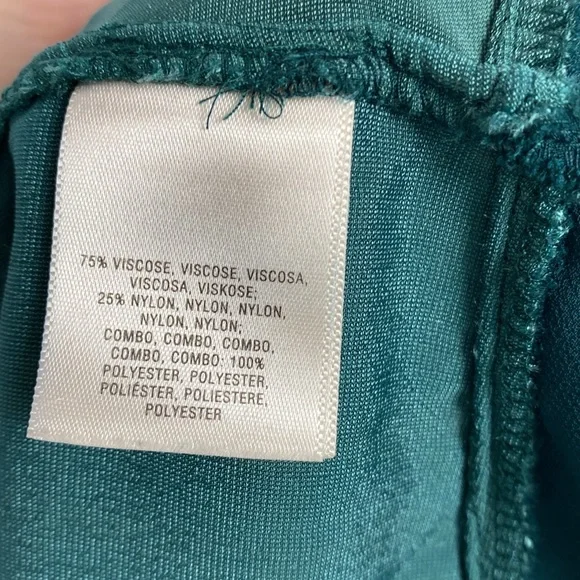 75% VISCOSE, VISCOSE, VISCOSA,
VISCOSA, VISKOSE;
25% NYLON, NYLON, NYLON,
NYLON, NYLON;
COMBO, COMBO, COMBO,
COMBO, COMBO: 100%
POLYESTER, POLYESTER,
POLIÉSTER, POLIESTERE,
POLYESTER